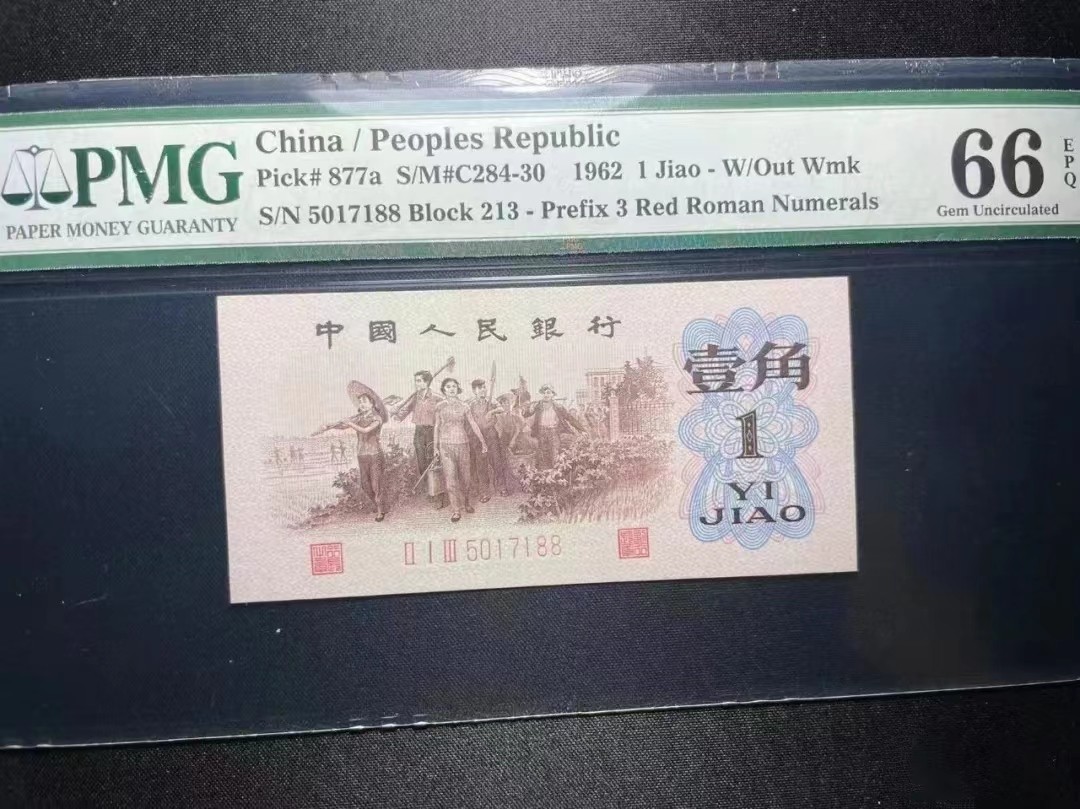 PMG
PAPER MONEY GUARANTY
China / Peoples Republic
Pick# 877a S/M#C284-30 1962 1 Jiao - W/Out Wmk
S/N 5017188 Block 213 - Prefix 3 Red Roman Numerals
66
EPQ
Gem Uncirculated
中國人民銀行
壹角
1
YI
JIAO
II I III 5017188